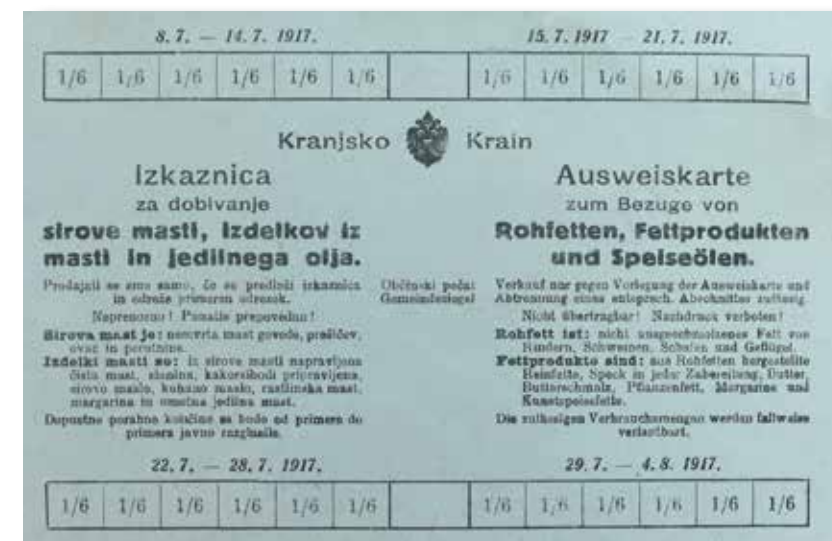 8. 7. — 14. 7. 1917. 15. 7. 1917 — 21. 7. 1917.
1/6 1/6 1/6 1/6 1/6 1/6 1/6 1/6 1/6 1/6 1/6 1/6
Kranjsko Krain
Izkaznica
za dobivanje
sirove masti, izdelkov iz
masti in jedilnega olja.
Prodajati se sme samo, če se predloži izkaznica
in odreže primeren odrezek.
Neprenosno! Ponatis prepovedan!
Sirova mast je: necvrta mast govede, prašičev,
ovac in perutnine.
Izdelki masti so: iz sirove masti napravljena
čista mast, slanina, kakorsibodi pripravljena,
sirovo maslo, kuhano maslo, rastlinska mast,
margarina in umetna jedilna mast.
Dopustne porabne količine se bodo od primera do
primera javno razglasile.
Občinski pečat
Gemeindesiegel
Ausweiskarte
zum Bezuge von
Rohfetten, Fettprodukten
und Speiseölen.
Verkauf nur gegen Vorlegung der Ausweiskarte und
Abtrennung eines entsprech. Abschnittes zulässig.
Nicht übertragbar! Nachdruck verboten!
Rohfett ist: nicht ausgeschmolzenes Fett von
Rindern, Schweinen, Schafen und Geflügel.
Fettprodukte sind: aus Rohfetten hergestellte
Reinfette, Speck in jeder Zubereitung, Butter,
Butterschmalz, Pflanzenfett, Margarine und
Kunstspeisefette.
Die zulässigen Verbrauchsmengen werden fallweise
verlautbart.
22. 7. — 28. 7. 1917. 29. 7. — 4. 8. 1917.
1/6 1/6 1/6 1/6 1/6 1/6 1/6 1/6 1/6 1/6 1/6 1/6